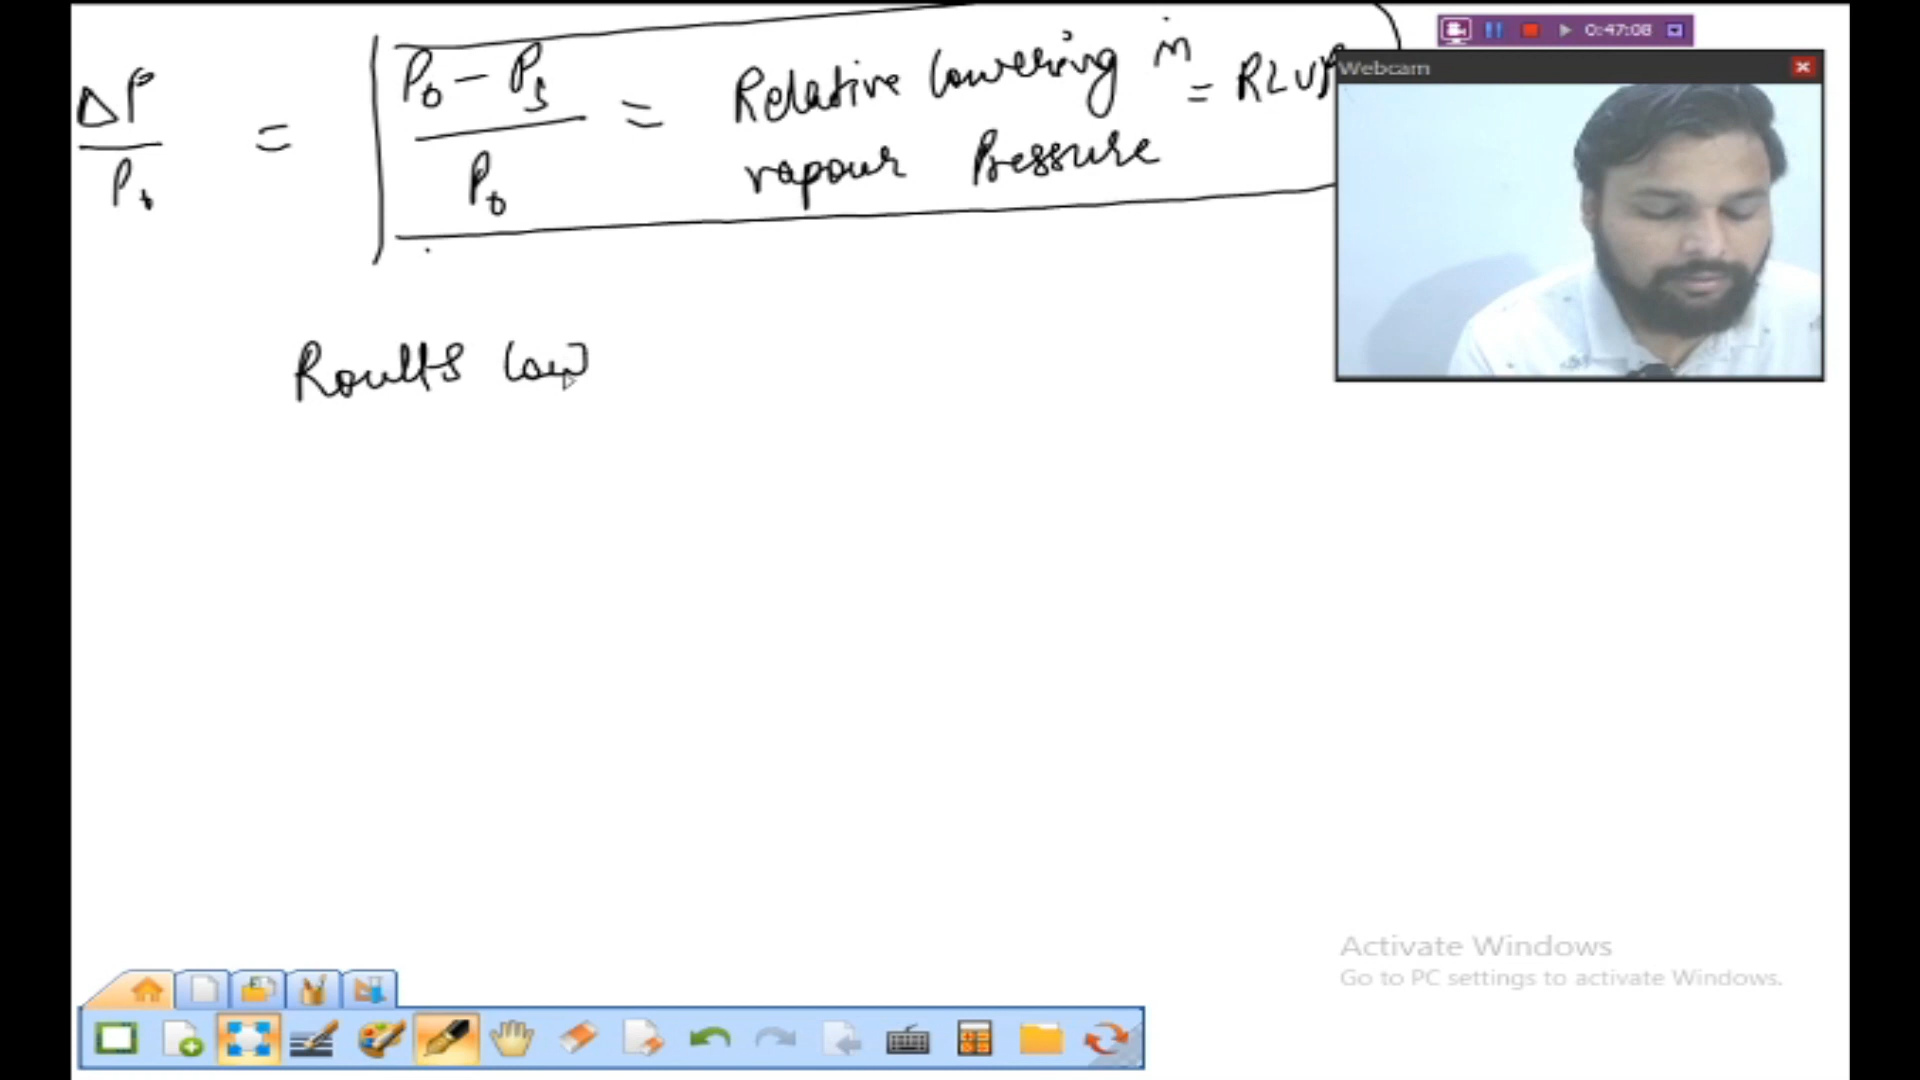 0:47:08
Webcam
ΔP / P₀ = | P₀ - Pₛ / P₀ = Relative lowering in = RLVP
vapour Pressure
Roults law
Activate Windows
Go to PC settings to activate Windows.